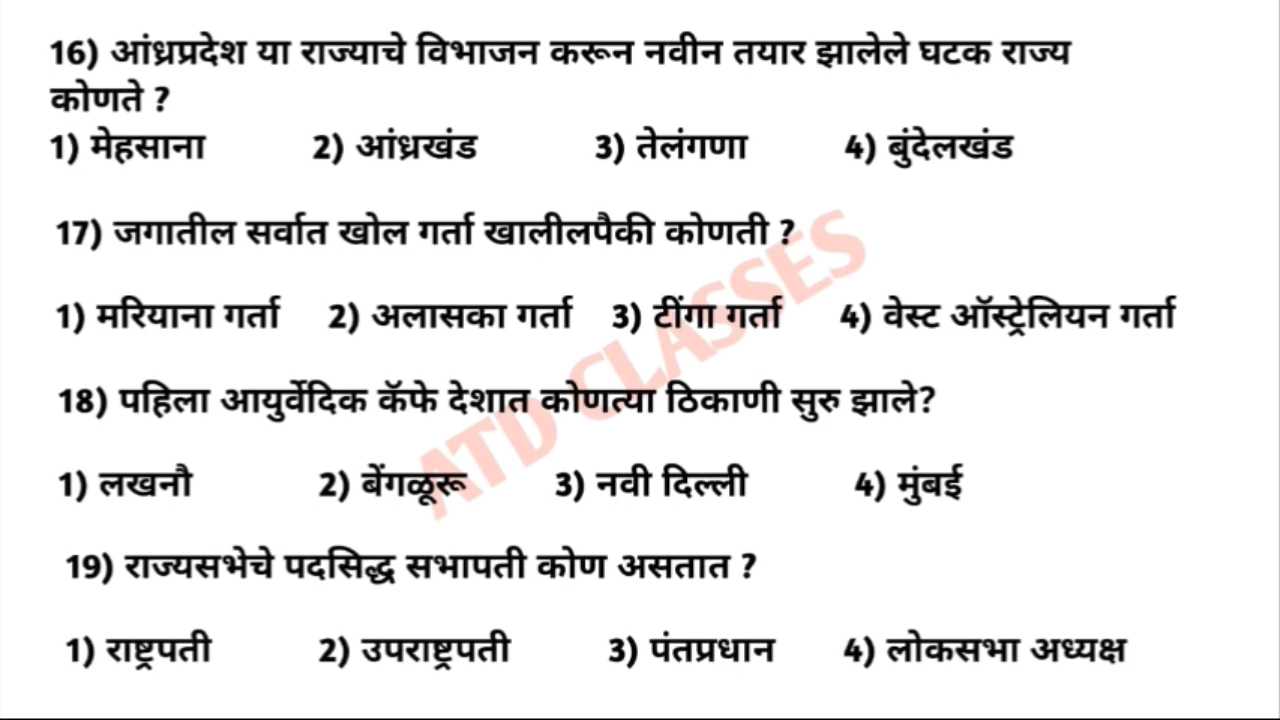 16) आंध्रप्रदेश या राज्याचे विभाजन करून नवीन तयार झालेले घटक राज्य
कोणते ?
1) मेहसाना 2) आंध्रखंड 3) तेलंगणा 4) बुंदेलखंड
17) जगातील सर्वात खोल गर्ता खालीलपैकी कोणती ?
1) मरियाना गर्ता 2) अलासका गर्ता 3) टींगा गर्ता 4) वेस्ट ऑस्ट्रेलियन गर्ता
18) पहिला आयुर्वेदिक कॅफे देशात कोणत्या ठिकाणी सुरु झाले?
1) लखनौ 2) बेंगळूरू 3) नवी दिल्ली 4) मुंबई
19) राज्यसभेचे पदसिद्ध सभापती कोण असतात ?
1) राष्ट्रपती 2) उपराष्ट्रपती 3) पंतप्रधान 4) लोकसभा अध्यक्ष
ATD CLASSES